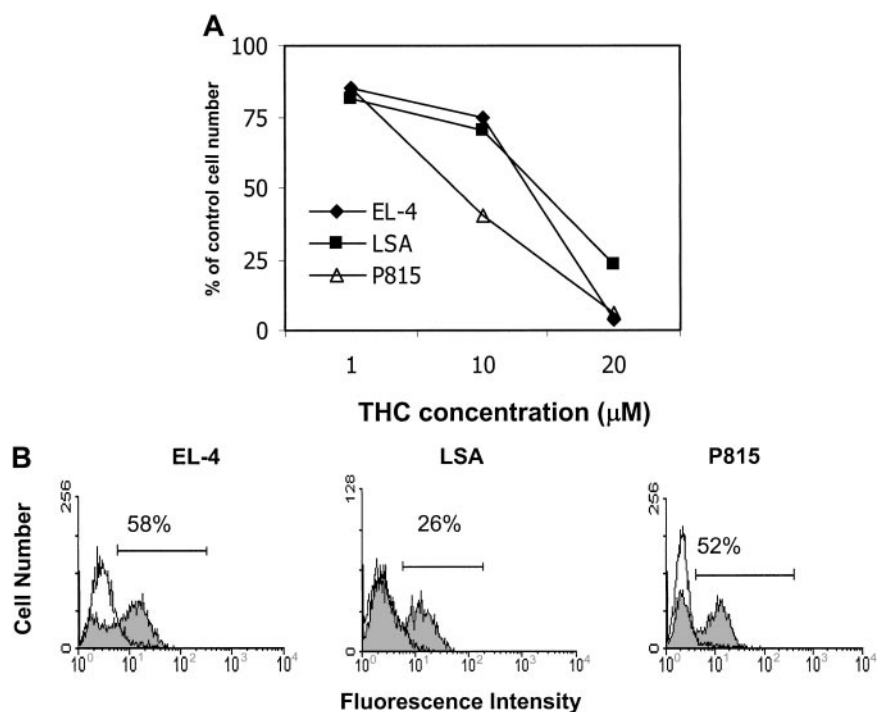 A
100
75
50
25
0
% of control cell number
EL-4
LSA
P815
1 10 20
THC concentration (μM)
B
EL-4 LSA P815
Cell Number
256
0
58%
10⁰ 10¹ 10² 10³ 10⁴
128
0
26%
10⁰ 10¹ 10² 10³ 10⁴
256
0
52%
10⁰ 10¹ 10² 10³ 10⁴
Fluorescence Intensity